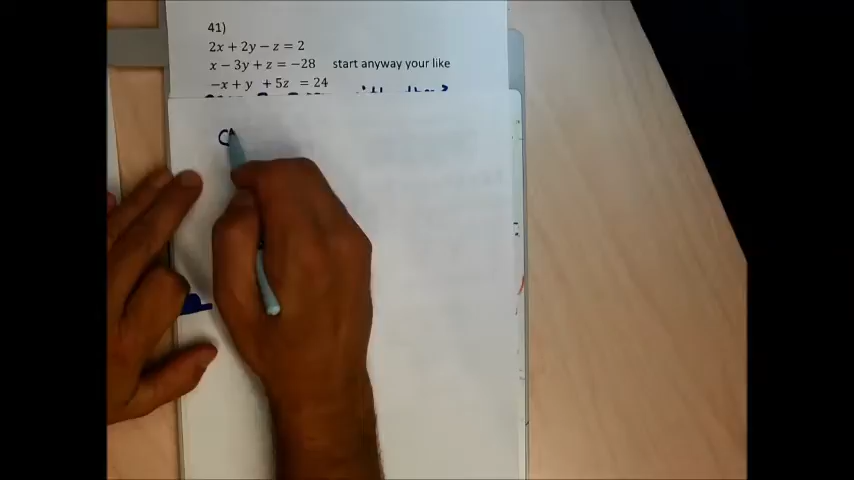 41)
2x + 2y − z = 2
x − 3y + z = −28 start anyway your like
−x + y + 5z = 24